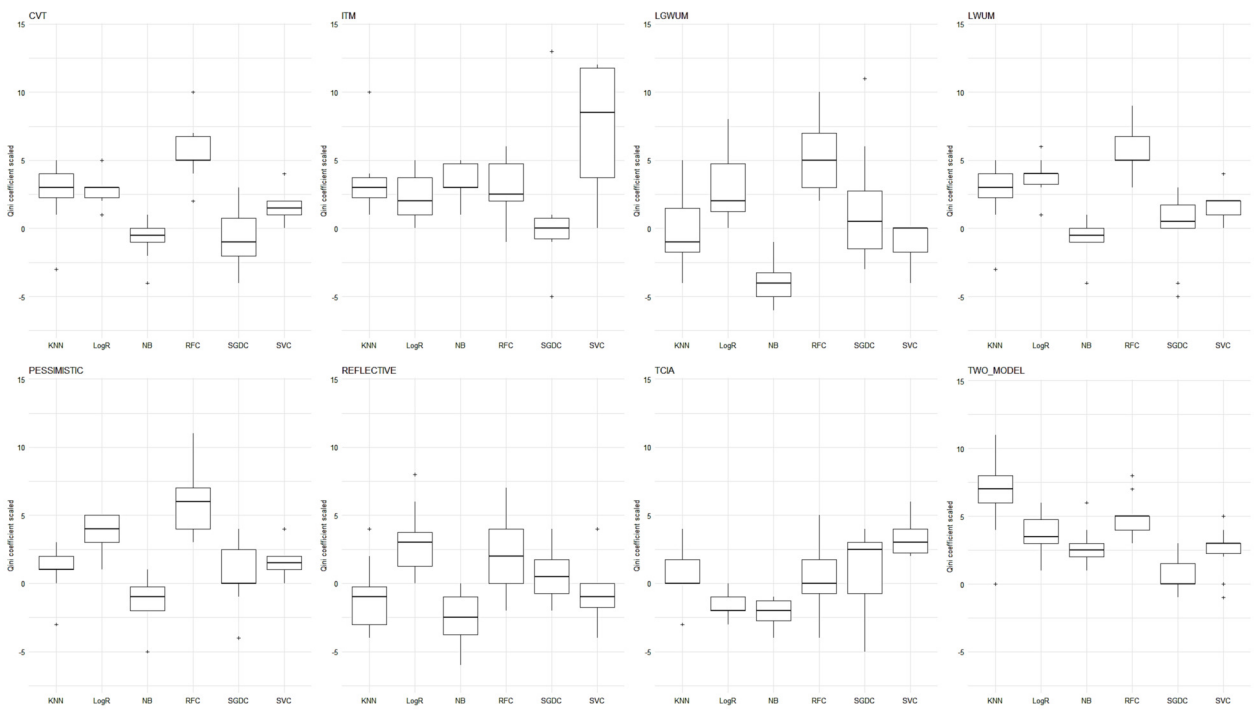 CVT
ITM
LGWUM
LWUM
Qini coefficient scaled
15
10
5
0
-5
KNN LogR NB RFC SGDC SVC
Qini coefficient scaled
15
10
5
0
-5
KNN LogR NB RFC SGDC SVC
Qini coefficient scaled
15
10
5
0
-5
KNN LogR NB RFC SGDC SVC
Qini coefficient scaled
15
10
5
0
-5
KNN LogR NB RFC SGDC SVC
PESSIMISTIC
REFLECTIVE
TCIA
TWO_MODEL
Qini coefficient scaled
15
10
5
0
-5
KNN LogR NB RFC SGDC SVC
Qini coefficient scaled
15
10
5
0
-5
KNN LogR NB RFC SGDC SVC
Qini coefficient scaled
15
10
5
0
-5
KNN LogR NB RFC SGDC SVC
Qini coefficient scaled
15
10
5
0
-5
KNN LogR NB RFC SGDC SVC